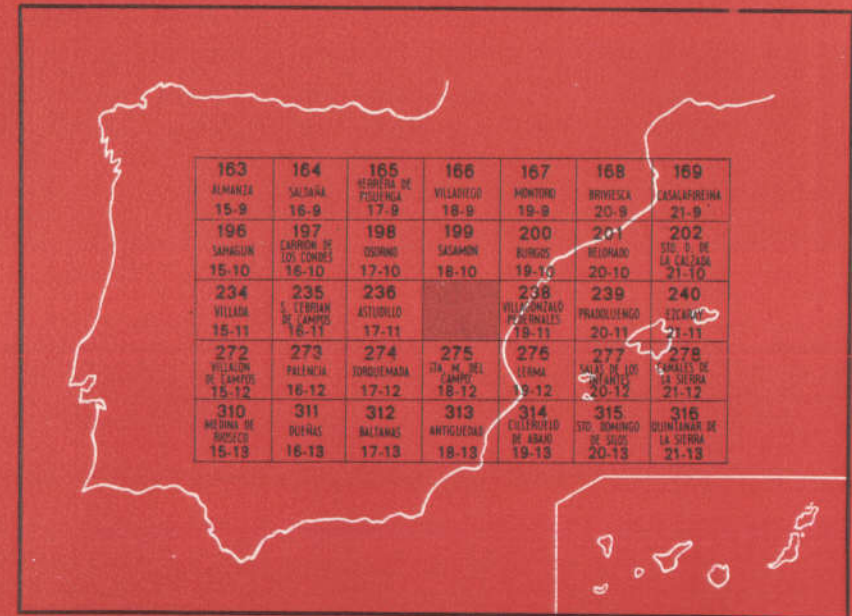 163 164 165 166 167 168 169
ALMANZA SALDAÑA HERRERA DE PISUERGA VILLADIEGO MONTORO BRIVIESCA CASALAFIREINA
15-9 16-9 17-9 18-9 19-9 20-9 21-9
196 197 198 199 200 201 202
SAHAGUN CARRION DE LOS CONDES OSORNO SASAMON BURGOS BELORADO STO. D. DE LA CALZADA
15-10 16-10 17-10 18-10 19-10 20-10 21-10
234 235 236 238 239 240
VILLADA S. CEBRIAN DE CAMPOS ASTUDILLO VILLAGONZALO PEDERNALES PRADOLUENGO EZCARAY
15-11 16-11 17-11 19-11 20-11 21-11
272 273 274 275 276 277 278
VILLALON DE CAMPOS PALENCIA TORQUEMADA STA. M. DEL CAMPO LERMA SALAS DE LOS INFANTES CANALES DE LA SIERRA
15-12 16-12 17-12 18-12 19-12 20-12 21-12
310 311 312 313 314 315 316
MEDINA DE RIOSECO DUEÑAS BALTANAS ANTIGUEDAD CILLERUELO DE ABAJO STO. DOMINGO DE SILOS QUINTANAR DE LA SIERRA
15-13 16-13 17-13 18-13 19-13 20-13 21-13